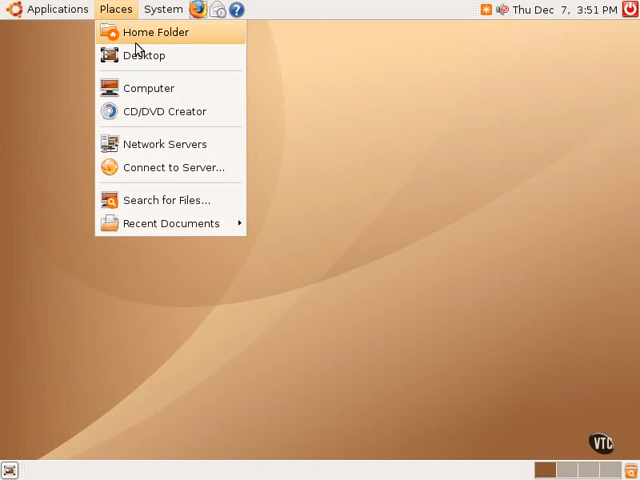 Applications Places System Thu Dec 7, 3:51 PM
Home Folder
Desktop
Computer
CD/DVD Creator
Network Servers
Connect to Server...
Search for Files...
Recent Documents
VTC